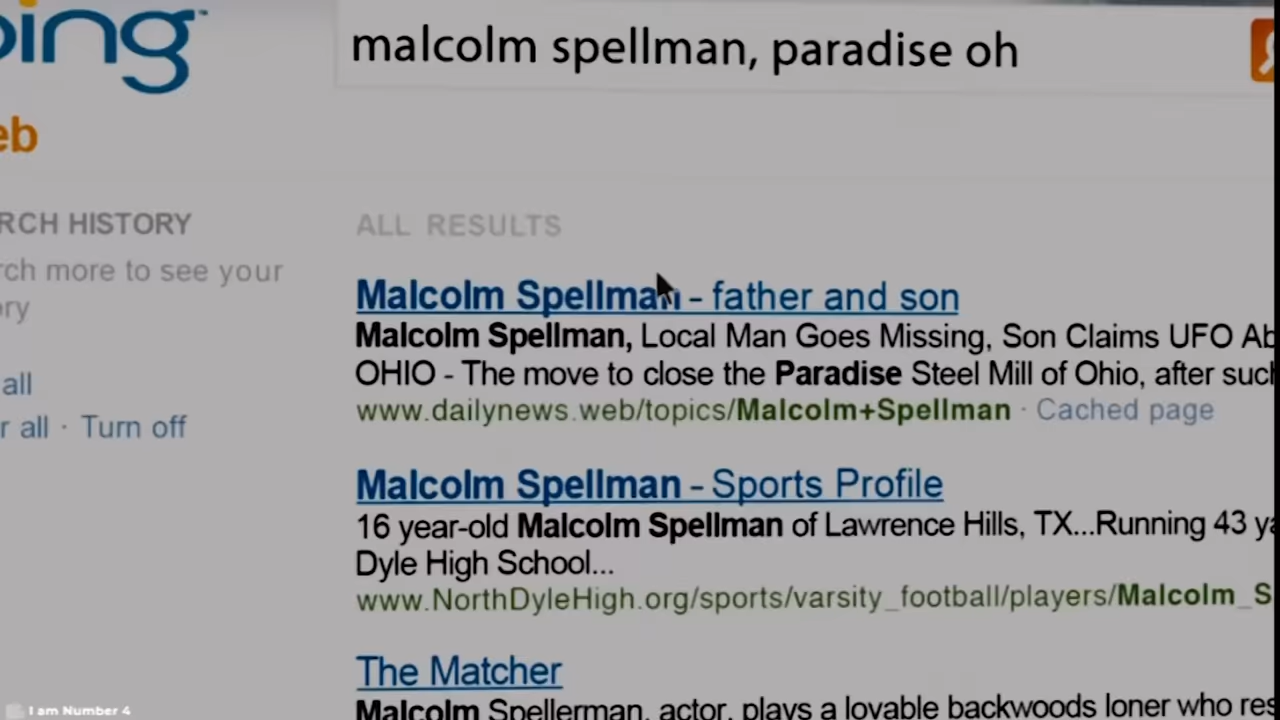 bing
malcolm spellman, paradise oh
eb
RCH HISTORY
rch more to see your
ory
all
r all · Turn off
ALL RESULTS
Malcolm Spellman - father and son
Malcolm Spellman, Local Man Goes Missing, Son Claims UFO Ab
OHIO - The move to close the Paradise Steel Mill of Ohio, after such
www.dailynews.web/topics/Malcolm+Spellman · Cached page
Malcolm Spellman - Sports Profile
16 year-old Malcolm Spellman of Lawrence Hills, TX...Running 43 ya
Dyle High School...
www.NorthDyleHigh.org/sports/varsity_football/players/Malcolm_S
The Matcher
Malcolm Spellerman, actor, plays a lovable backwoods loner who res
I am Number 4